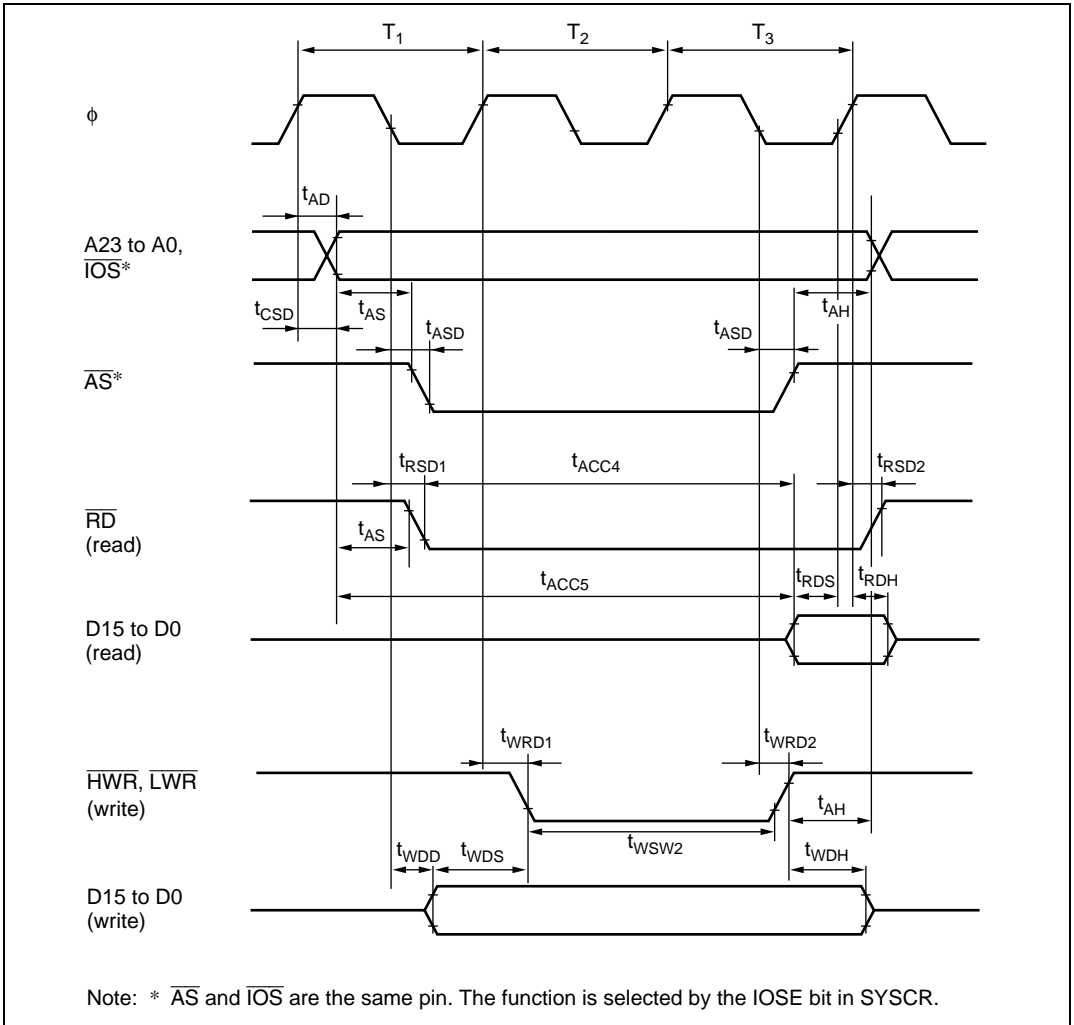 T1 T2 T3
ϕ
tAD
A23 to A0,
IOS*
tCSD tAS tASD tASD tAH
AS*
tRSD1 tACC4 tRSD2
RD
(read)
tAS
tACC5 tRDS tRDH
D15 to D0
(read)
tWRD1 tWRD2
HWR, LWR
(write)
tAH
tWSW2
tWDD tWDS tWDH
D15 to D0
(write)
Note: * AS and IOS are the same pin. The function is selected by the IOSE bit in SYSCR.